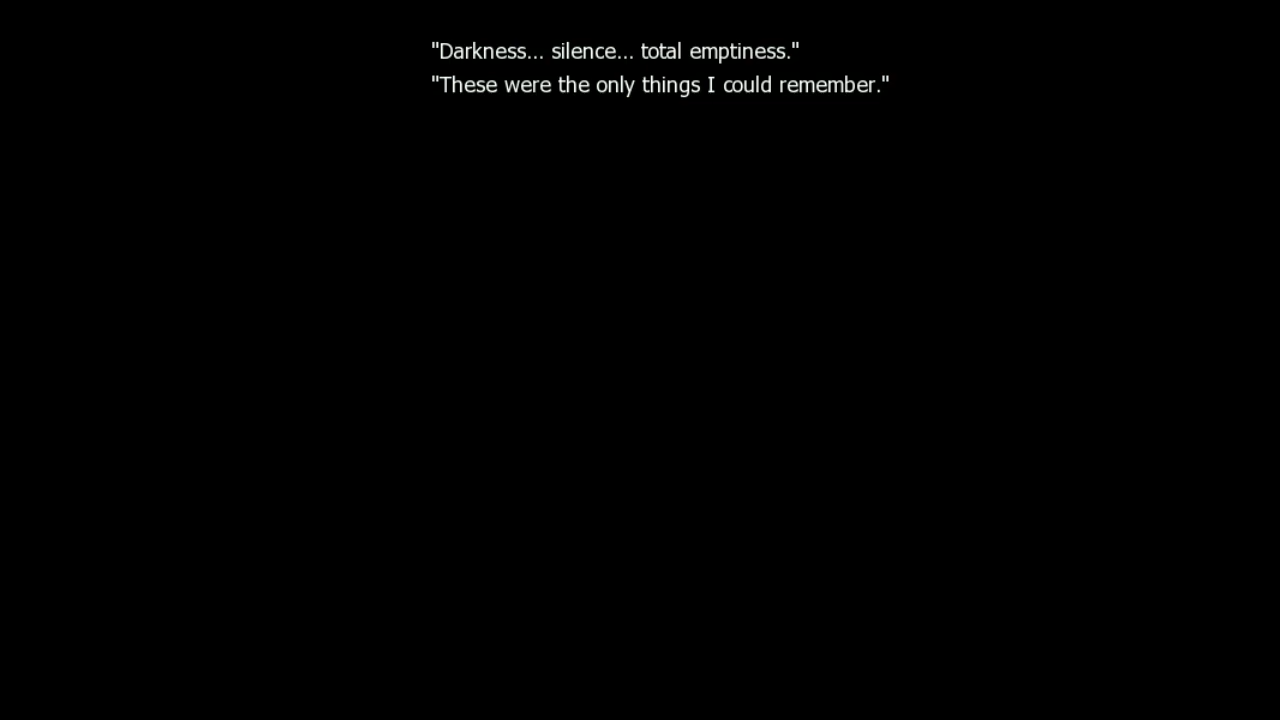 "Darkness... silence... total emptiness."
"These were the only things I could remember."